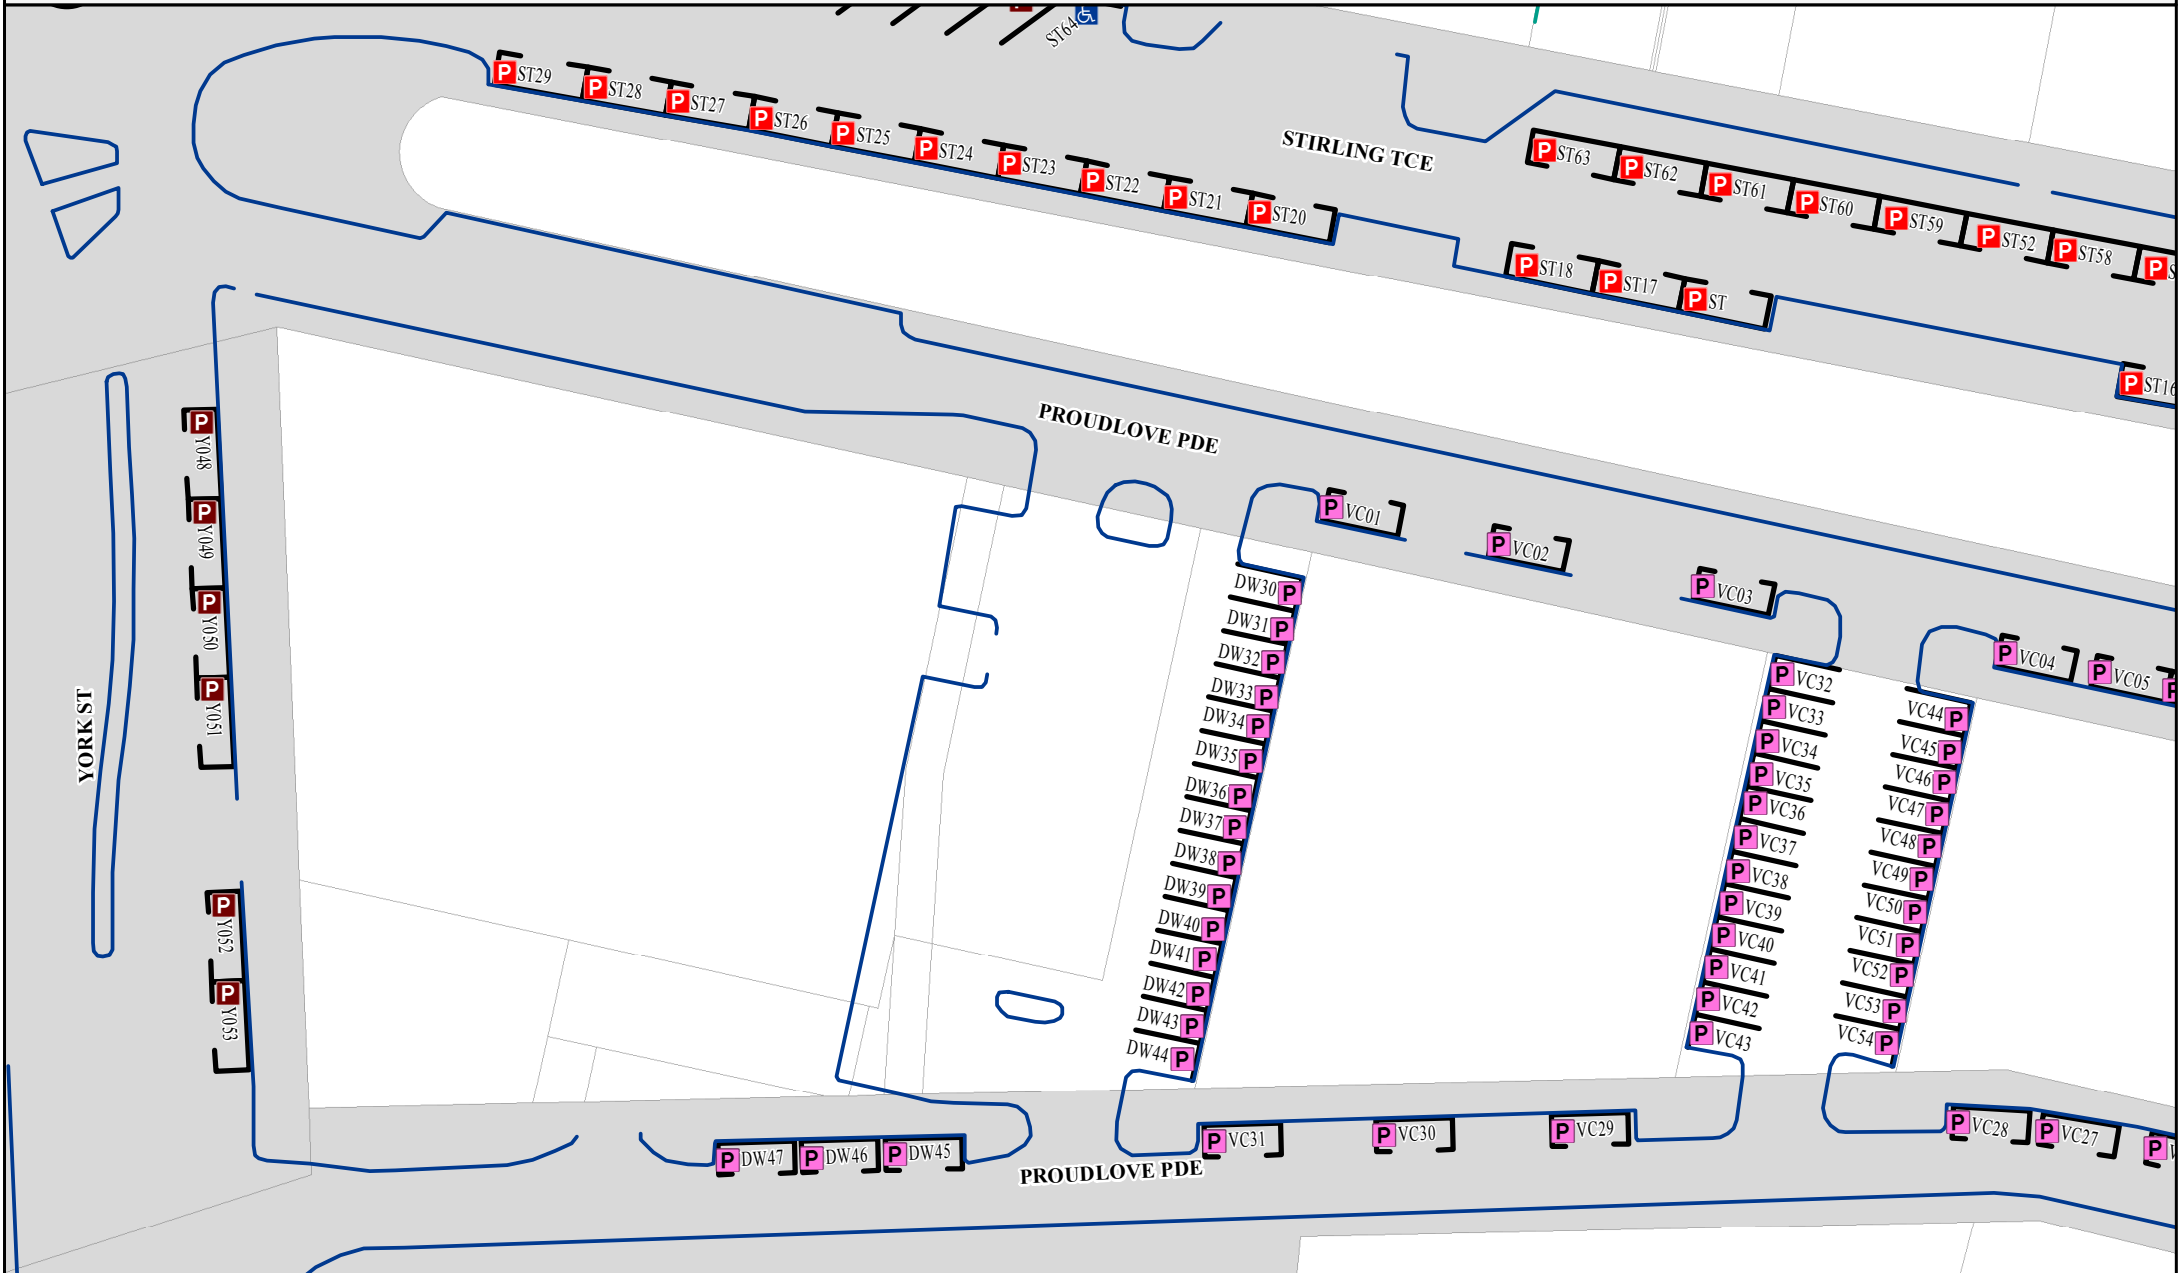 ST64
P ST29
P ST28
P ST27
P ST26
P ST25
P ST24
P ST23
P ST22
P ST21
P ST20
STIRLING TCE
P ST63
P ST62
P ST61
P ST60
P ST59
P ST52
P ST58
P S
P ST18
P ST17
P ST
P ST16
PROUDLOVE PDE
P Y048
P Y049
P Y050
P Y051
YORK ST
P Y052
P Y053
P VC01
P VC02
P VC03
P VC04
P VC05
P
DW30 P
DW31 P
DW32 P
DW33 P
DW34 P
DW35 P
DW36 P
DW37 P
DW38 P
DW39 P
DW40 P
DW41 P
DW42 P
DW43 P
DW44 P
P VC32
P VC33
P VC34
P VC35
P VC36
P VC37
P VC38
P VC39
P VC40
P VC41
P VC42
P VC43
VC44 P
VC45 P
VC46 P
VC47 P
VC48 P
VC49 P
VC50 P
VC51 P
VC52 P
VC53 P
VC54 P
P DW47
P DW46
P DW45
PROUDLOVE PDE
P VC31
P VC30
P VC29
P VC28
P VC27
P V